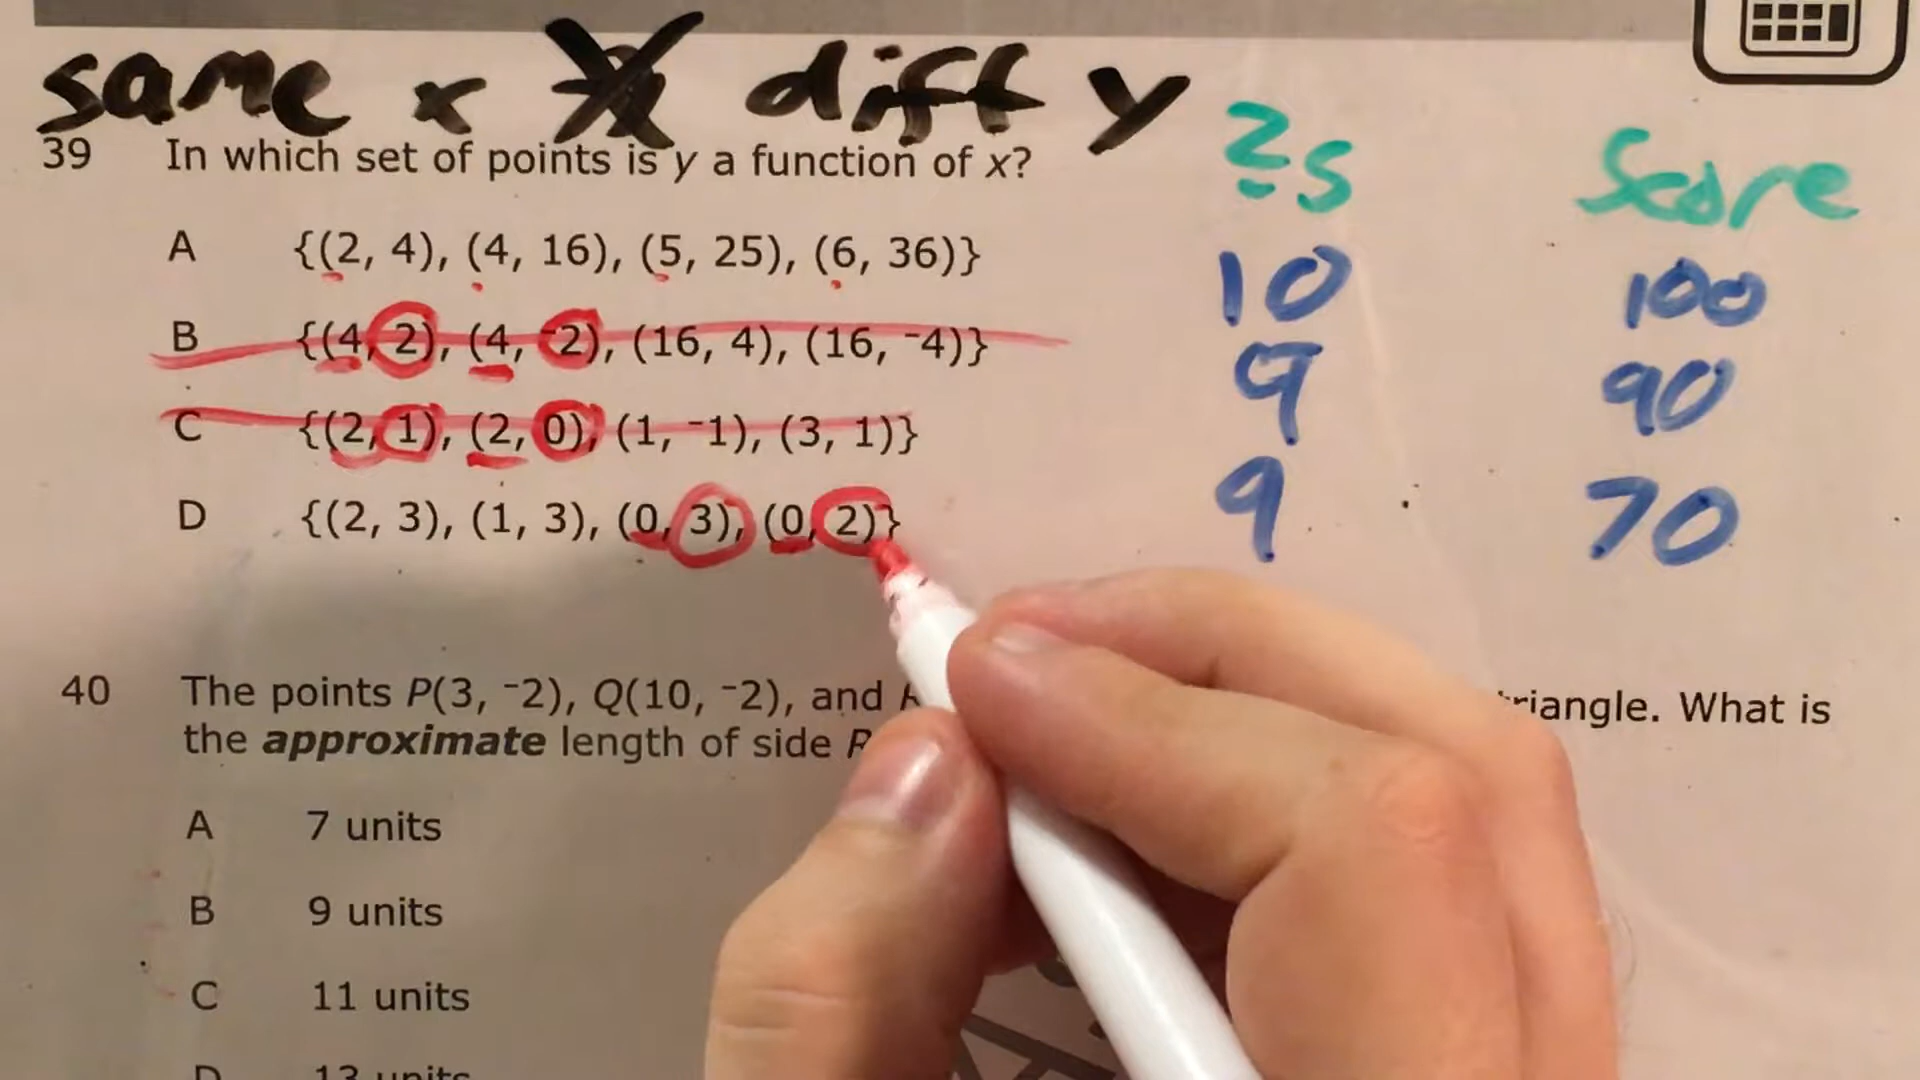 same x diff y
?s Score
39 In which set of points is y a function of x?
A {(2, 4), (4, 16), (5, 25), (6, 36)}
10 100
B {(4, 2), (4, ⁻2), (16, 4), (16, ⁻4)}
9 90
C {(2, 1), (2, 0), (1, ⁻1), (3, 1)}
D {(2, 3), (1, 3), (0, 3), (0, 2)}
9 70
40 The points P(3, ⁻2), Q(10, ⁻2), and triangle. What is
the approximate length of side R
A 7 units
B 9 units
C 11 units
D 13 units